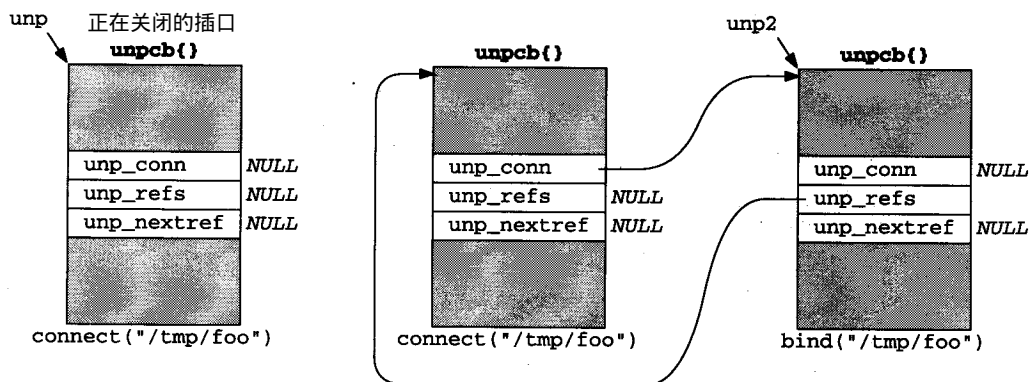 unp
正在关闭的插口
unpcb{}
unp_conn NULL
unp_refs NULL
unp_nextref NULL
connect("/tmp/foo")
unpcb{}
unp_conn
unp_refs NULL
unp_nextref NULL
connect("/tmp/foo")
unp2
unpcb{}
unp_conn NULL
unp_refs
unp_nextref NULL
bind("/tmp/foo")